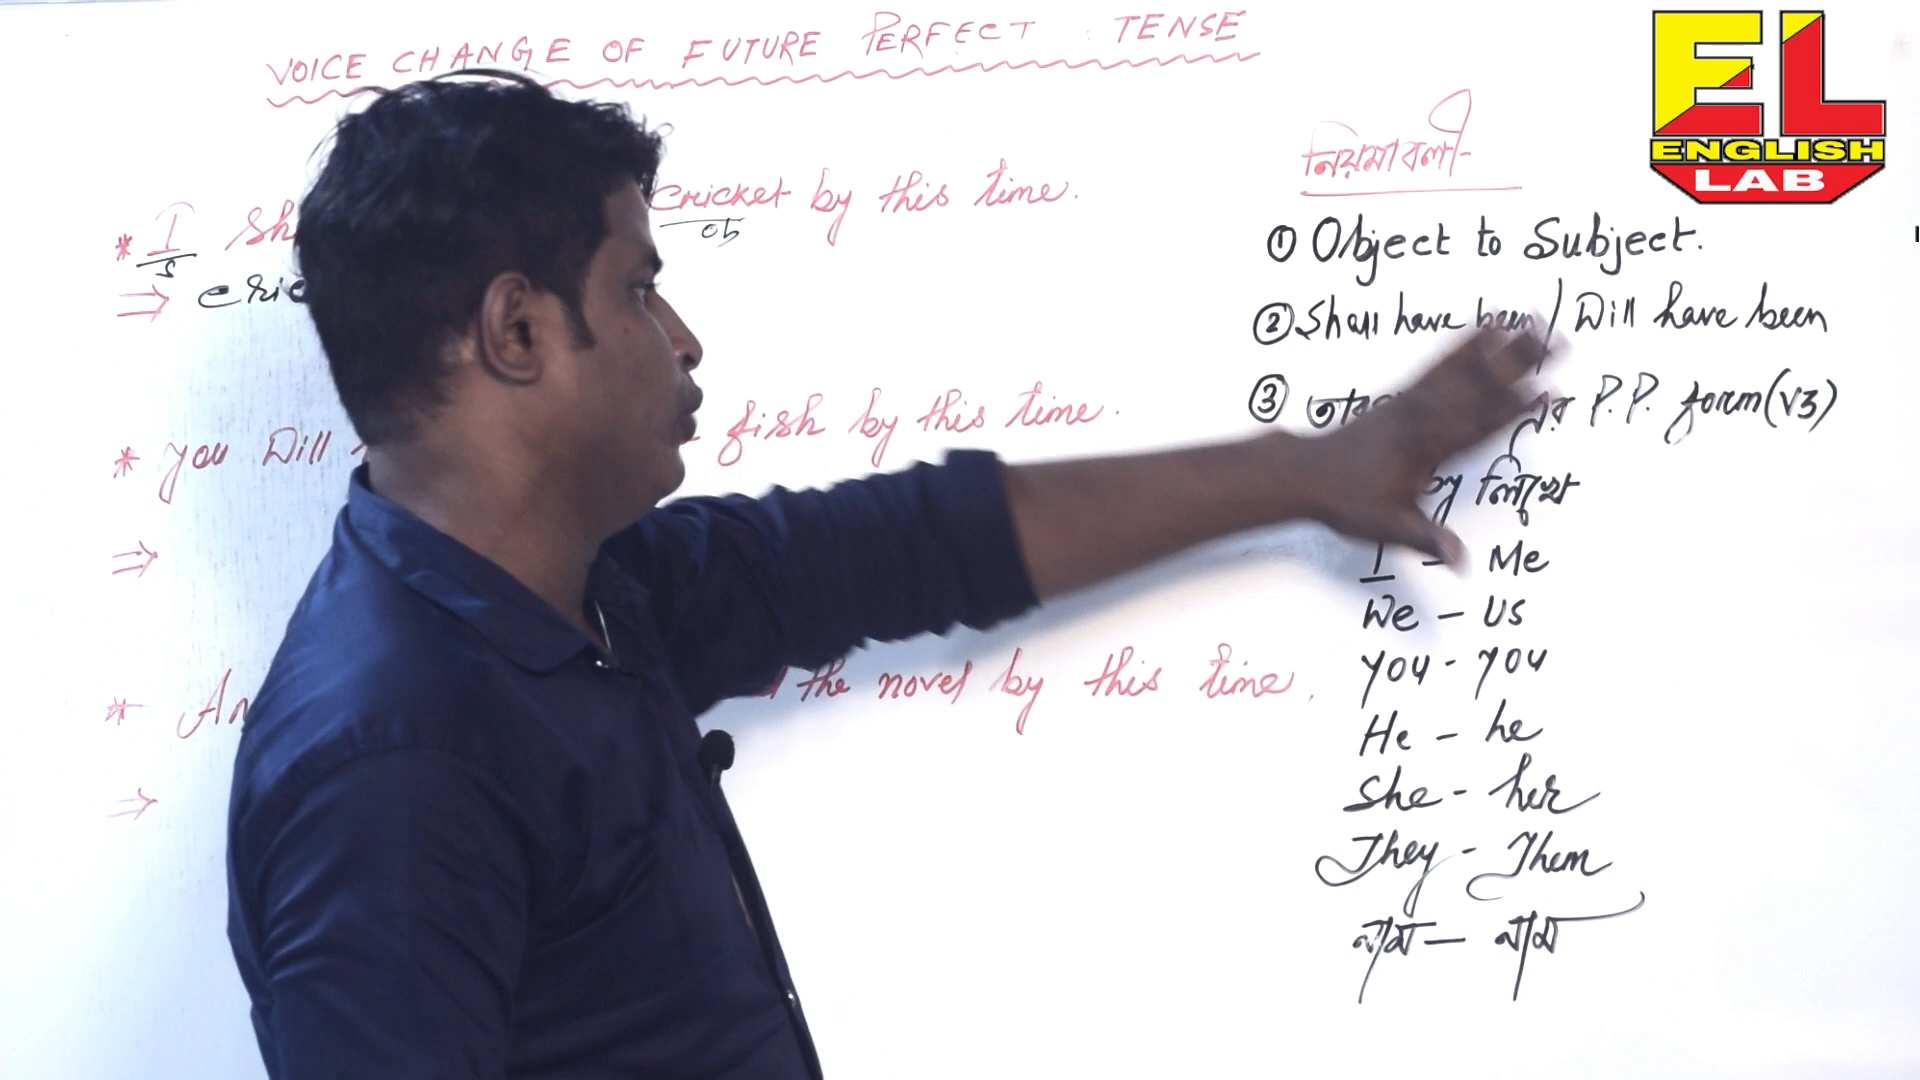 VOICE CHANGE OF FUTURE PERFECT TENSE
EL
ENGLISH
LAB
* I Sh cricket by this time.
S ob
⇒ cric
* you Will fish by this time.
⇒
* An the novel by this time.
⇒
নিয়মাবলী-
① Object to Subject.
② Shall have been / Will have been
③ এর P.P. form (V3)
by লিখে
I - Me
We - Us
you - you
He - he
She - her
They - Them
নাম - নাম